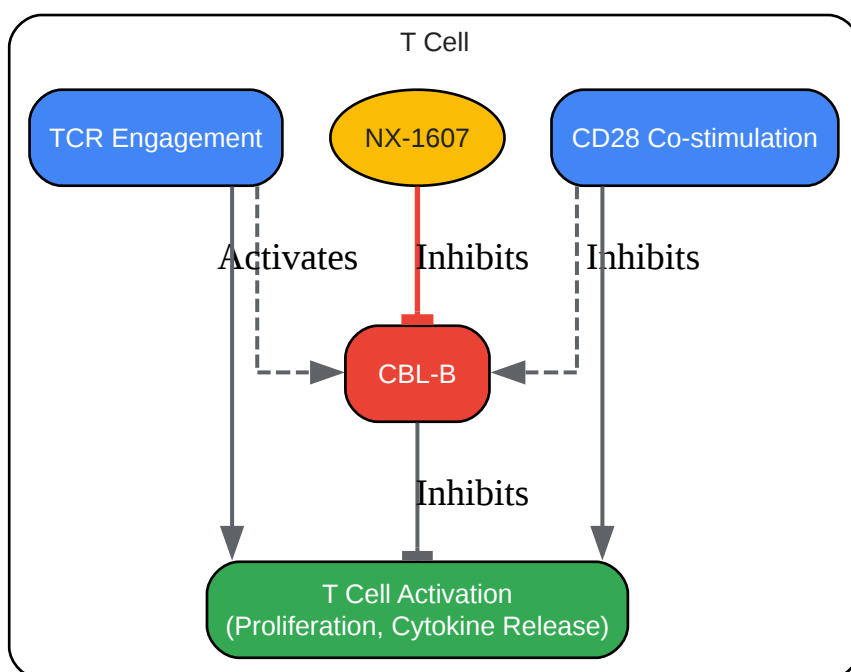 T Cell
TCR Engagement
NX-1607
CD28 Co-stimulation
Activates
Inhibits
Inhibits
CBL-B
Inhibits
T Cell Activation
(Proliferation, Cytokine Release)